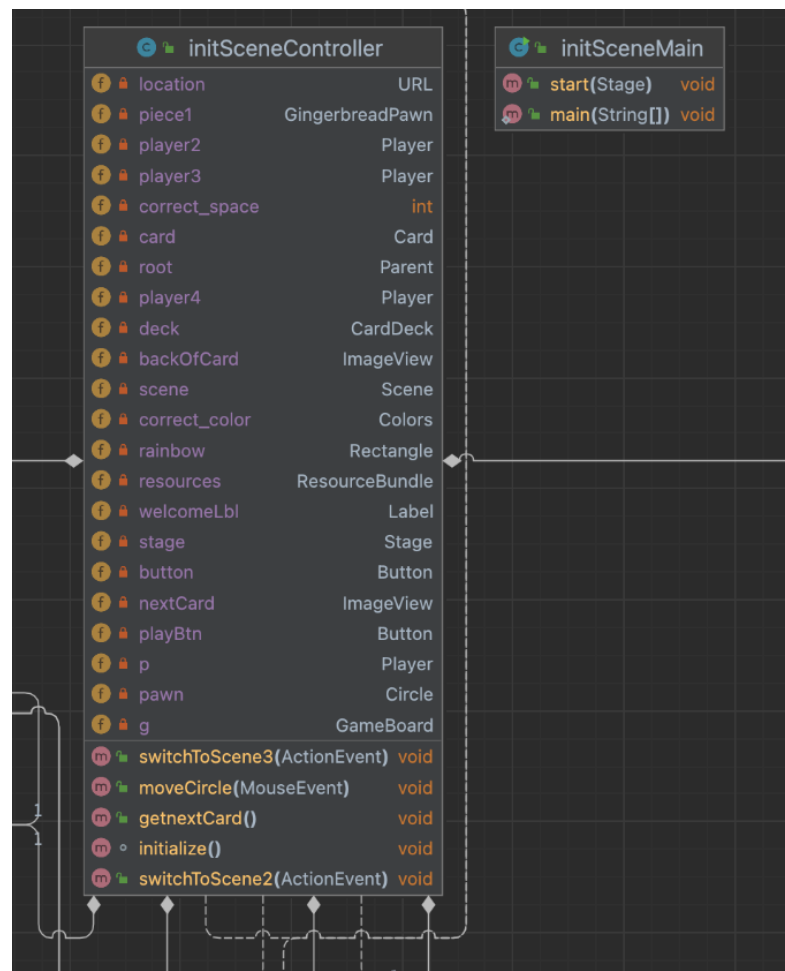 initSceneController
location URL
piece1 GingerbreadPawn
player2 Player
player3 Player
correct_space int
card Card
root Parent
player4 Player
deck CardDeck
backOfCard ImageView
scene Scene
correct_color Colors
rainbow Rectangle
resources ResourceBundle
welcomeLbl Label
stage Stage
button Button
nextCard ImageView
playBtn Button
p Player
pawn Circle
g GameBoard
switchToScene3(ActionEvent) void
moveCircle(MouseEvent) void
getnextCard() void
initialize() void
switchToScene2(ActionEvent) void
1
1
initSceneMain
start(Stage) void
main(String[]) void